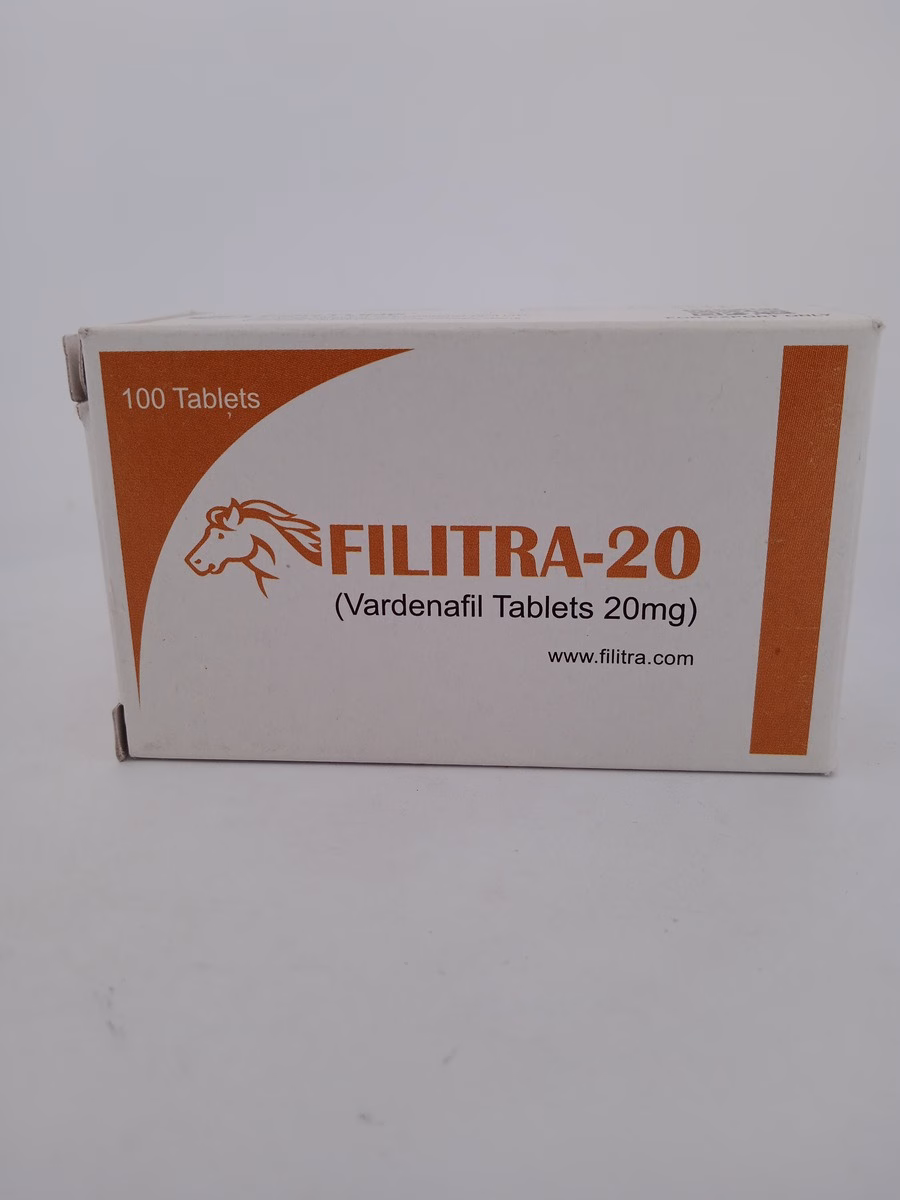 100 Tablets
FILITRA-20
(Vardenafil Tablets 20mg)
www.filitra.com